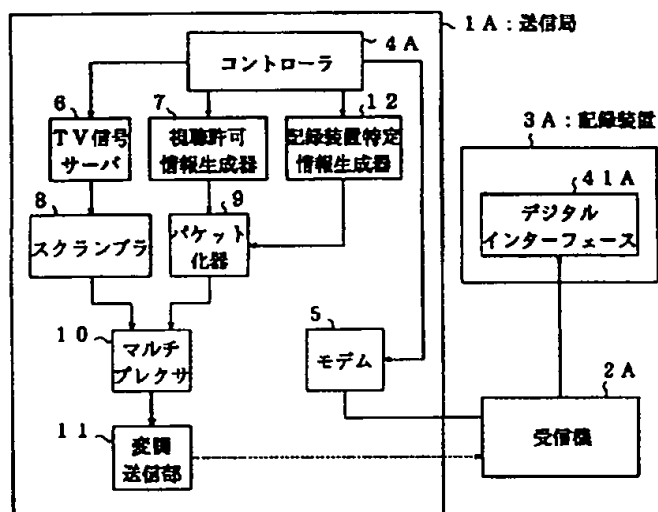 1A：送信局
4A
コントローラ
6
TV信号
サーバ
7
視聴許可
情報生成器
12
記録装置特定
情報生成器
3A：記録装置
41A
デジタル
インターフェース
8
スクランブラ
9
パケット
化器
10
マルチ
プレクサ
5
モデム
2A
受信機
11
変調
送信部